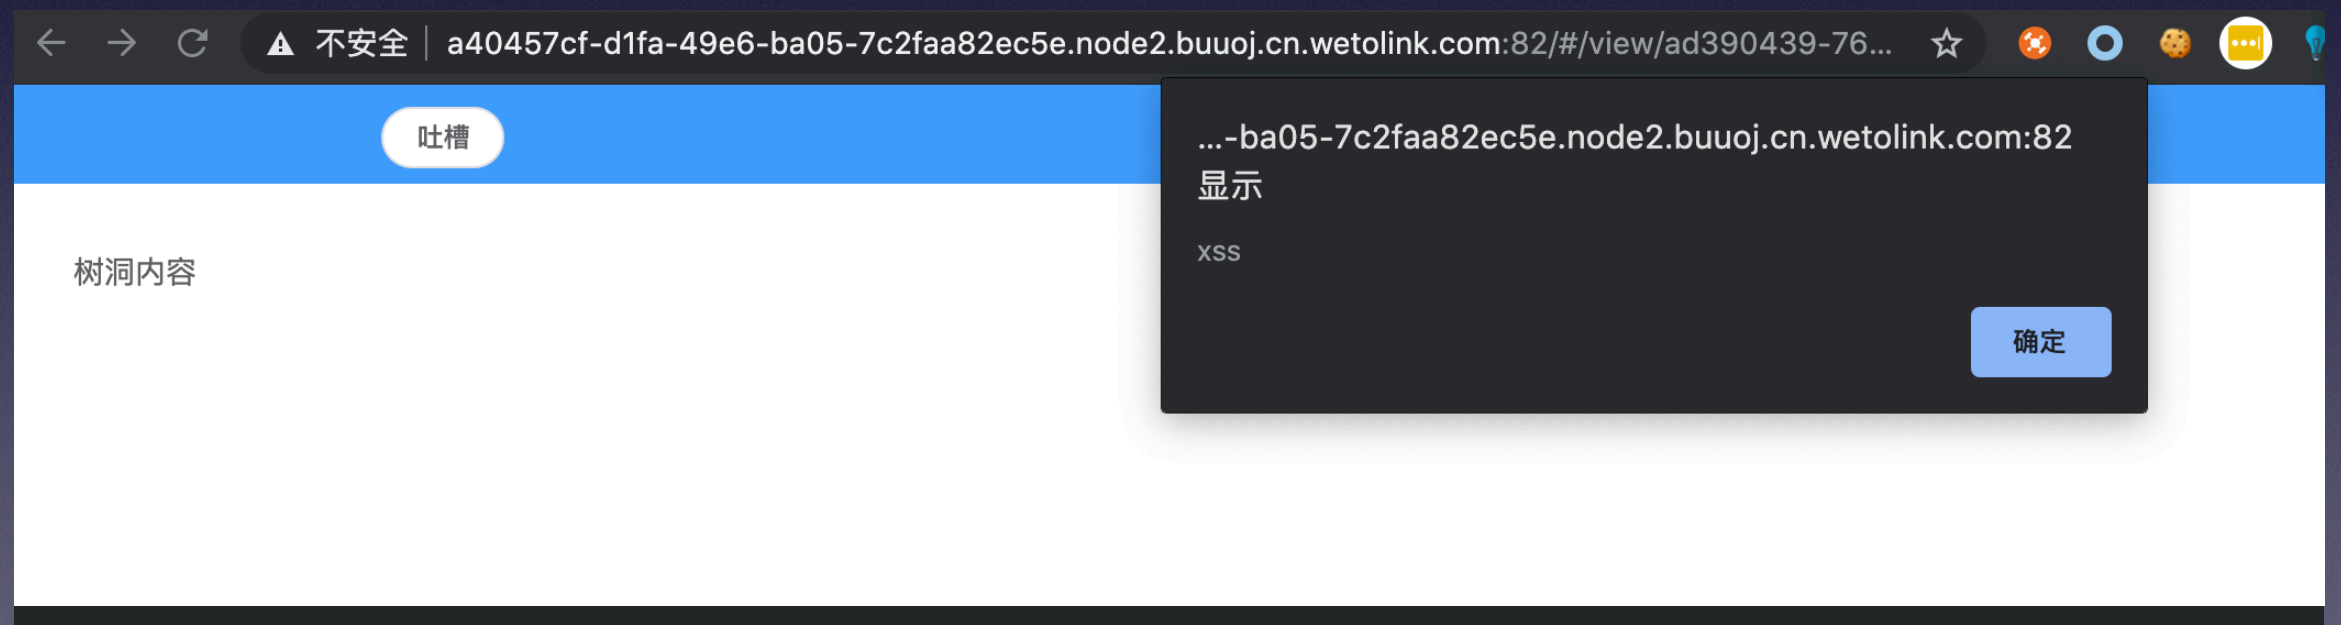 不安全 a40457cf-d1fa-49e6-ba05-7c2faa82ec5e.node2.buuoj.cn.wetolink.com:82/#/view/ad390439-76...
吐槽
...-ba05-7c2faa82ec5e.node2.buuoj.cn.wetolink.com:82
显示
xss
树洞内容
确定